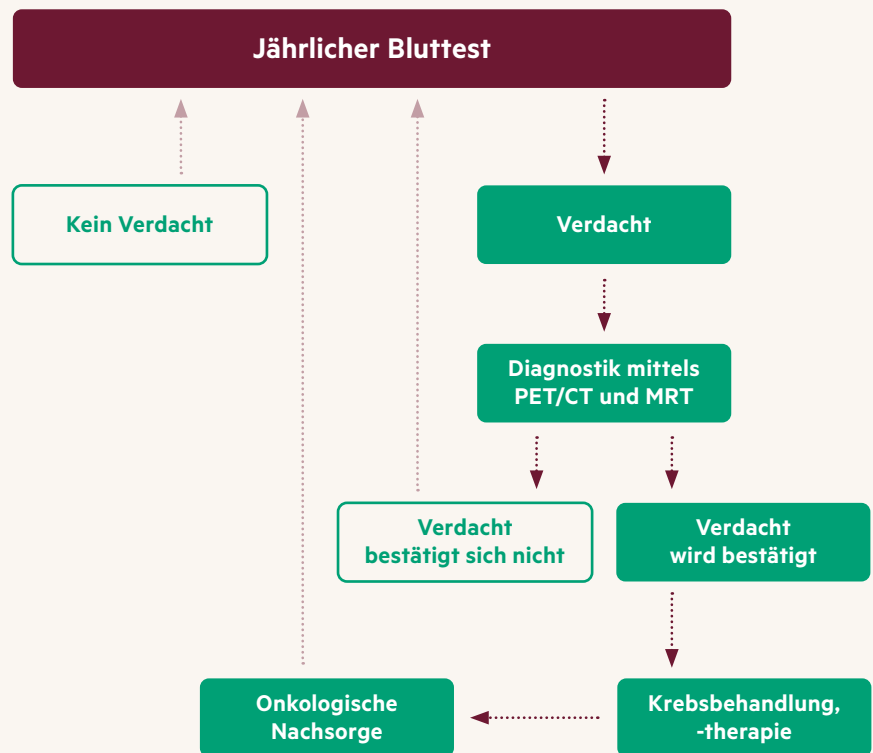 Jährlicher Bluttest
Kein Verdacht
Verdacht
Diagnostik mittels
PET/CT und MRT
Verdacht
bestätigt sich nicht
Verdacht
wird bestätigt
Onkologische
Nachsorge
Krebsbehandlung,
-therapie